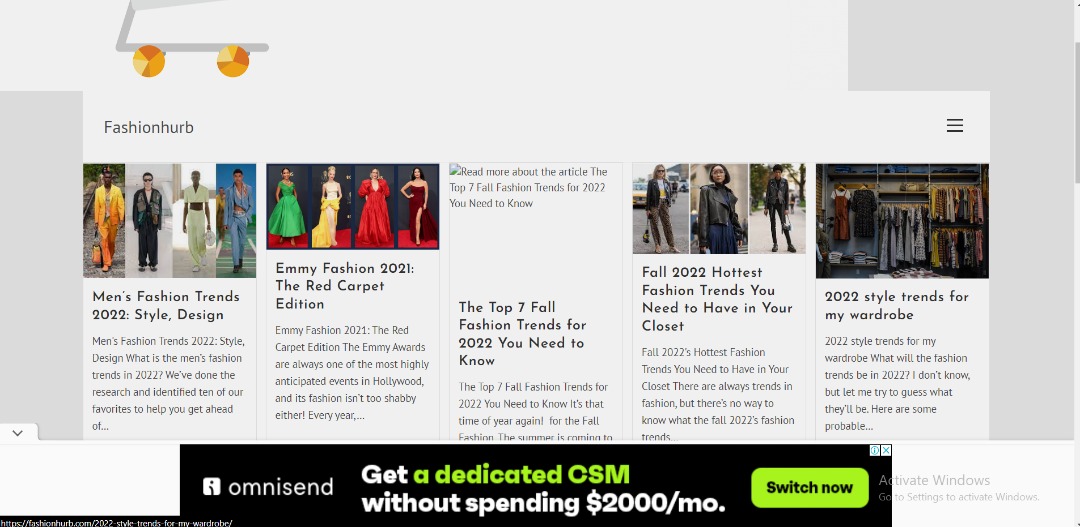 Fashionhurb
Read more about the article The
Top 7 Fall Fashion Trends for 2022
You Need to Know
Men's Fashion Trends
2022: Style, Design
Men's Fashion Trends 2022: Style,
Design What is the men's fashion
trends in 2022? We've done the
research and identified ten of our
favorites to help you get ahead
of...
Emmy Fashion 2021:
The Red Carpet
Edition
Emmy Fashion 2021: The Red
Carpet Edition The Emmy Awards
are always one of the most highly
anticipated events in Hollywood,
and its fashion isn't too shabby
either! Every year,...
The Top 7 Fall
Fashion Trends for
2022 You Need to
Know
The Top 7 Fall Fashion Trends for
2022 You Need to Know It's that
time of year again! for the Fall
Fashion The summer is coming to
Fall 2022 Hottest
Fashion Trends You
Need to Have in Your
Closet
Fall 2022's Hottest Fashion
Trends You Need to Have in Your
Closet There are always trends in
fashion, but there's no way to
know what the fall 2022's fashion
trends...
2022 style trends for
my wardrobe
2022 style trends for my
wardrobe What will the fashion
trends be in 2022? I don't know,
but let me try to guess what
they'll be. Here are some
probable...
omnisend
Get a dedicated CSM
without spending $2000/mo.
Switch now
Activate Windows
Go to Settings to activate Windows.
https://fashionhurb.com/2022-style-trends-for-my-wardrobe/